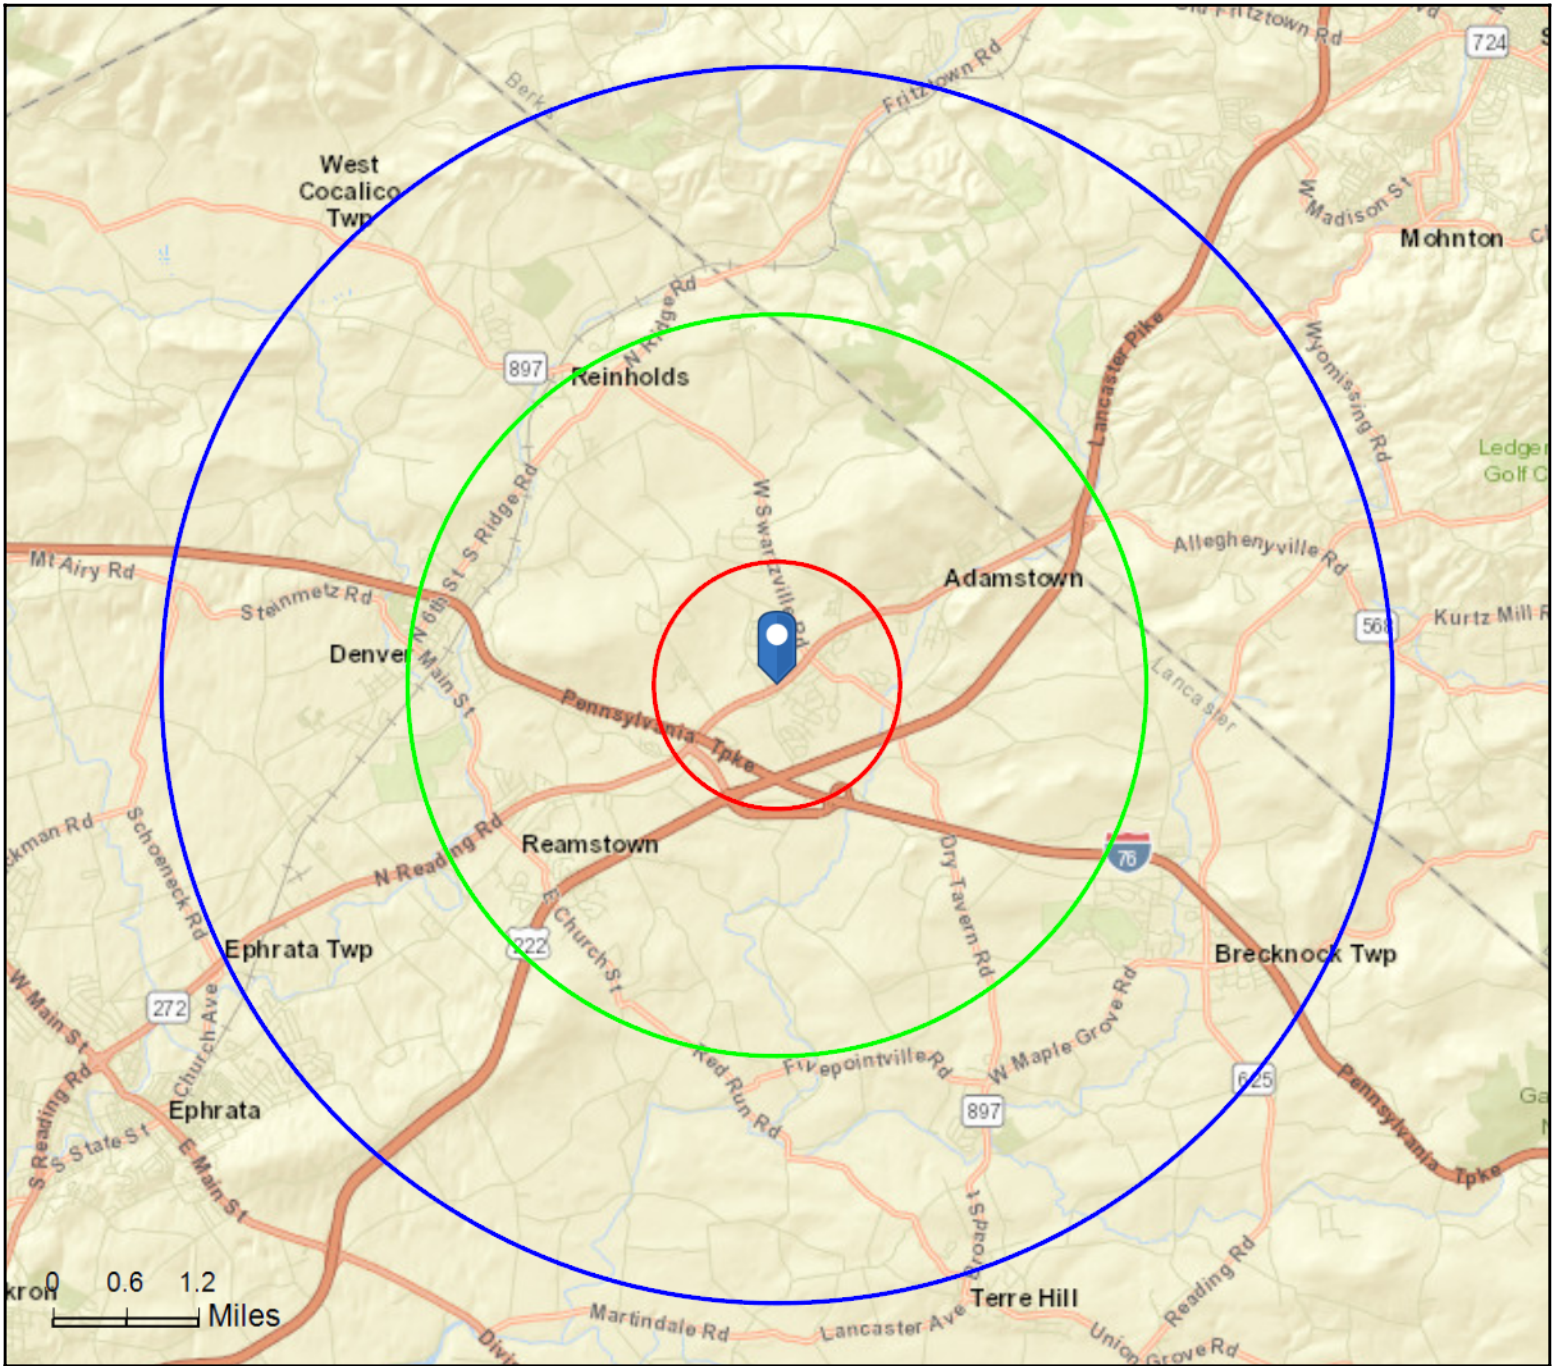 Old Fritztown Rd
724
Fritztown Rd
Berks
West
Cocalico
Twp
W Madison St
Mohnton
N Ridge Rd
Lancaster Pike
Wyomissing Rd
897
Reinholds
Ledger
Golf C
W Swartzville Rd
S Ridge Rd
Mt Airy Rd
Alleghenyville Rd
Adamstown
Steinmetz Rd
N 6th St
568
Kurtz Mill R
Denver
Main St
Lancaster
Pennsylvania Tpke
ckman Rd
Schoeneck Rd
Reamstown
N Reading Rd
76
Dry Tavern Rd
E Church St
222
Ephrata Twp
Brecknock Twp
W Main St
272
Church Ave
W Maple Grove Rd
Fivepointville Rd
Red Run Rd
625
S Reading Rd
Ephrata
897
Pennsylvania Tpke
Ga
N
S State St
E Main St
Broad St
Reading Rd
0 0.6 1.2
kron
Miles
Terre Hill
Martindale Rd
Lancaster Ave
Union Grove Rd